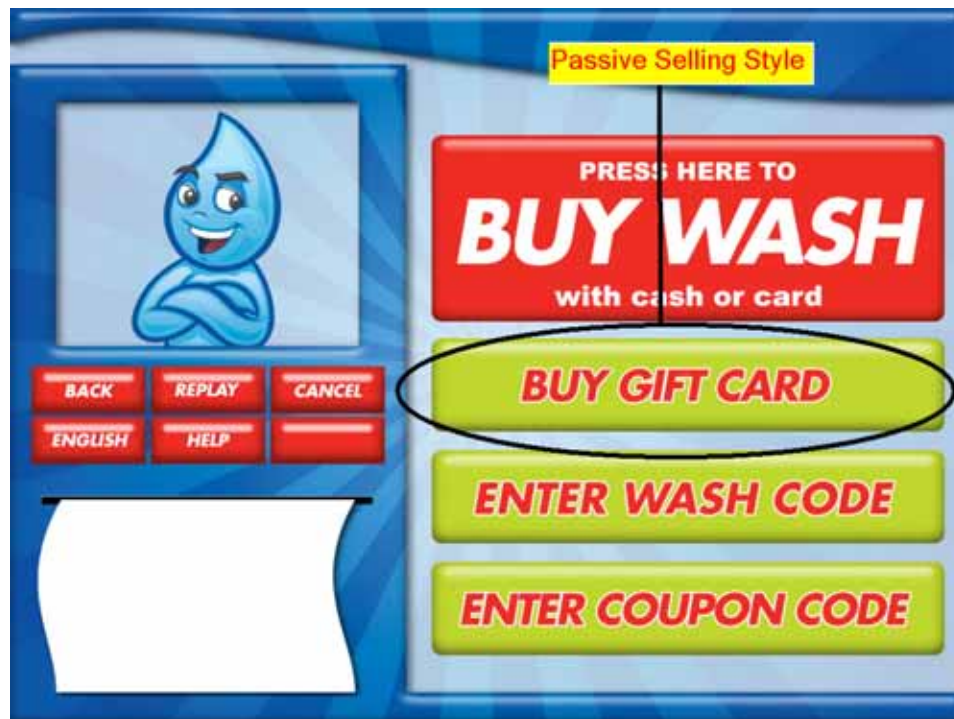 Passive Selling Style
PRESS HERE TO
BUY WASH
with cash or card
BUY GIFT CARD
BACK REPLAY CANCEL
ENGLISH HELP
ENTER WASH CODE
ENTER COUPON CODE